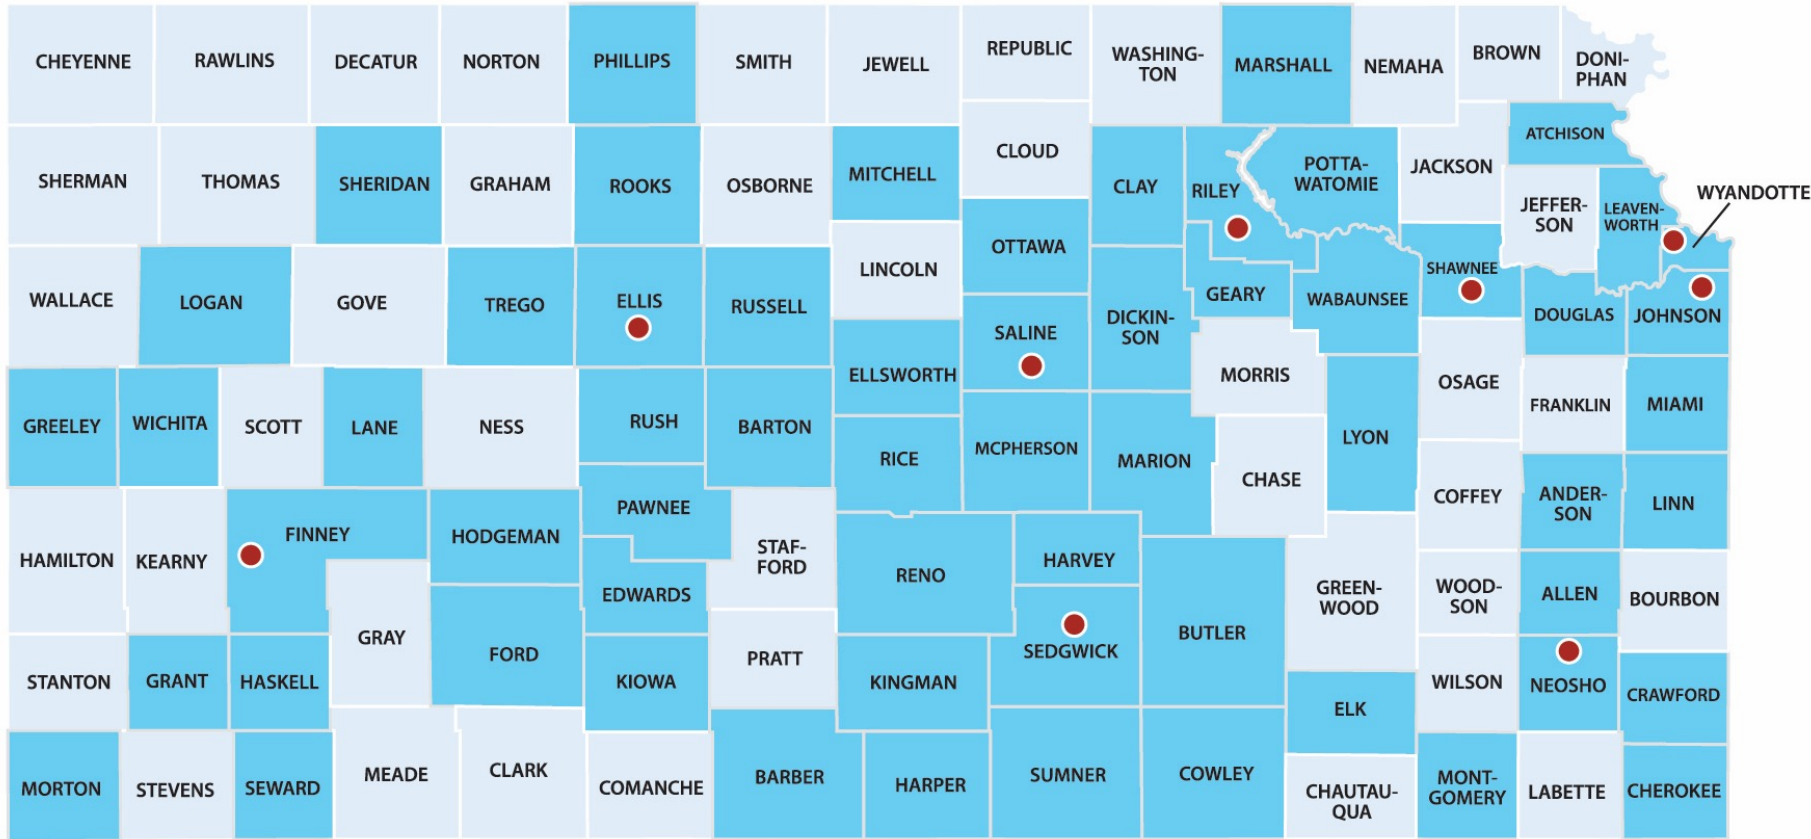 CHEYENNE
RAWLINS
DECATUR
NORTON
PHILLIPS
SMITH
JEWELL
REPUBLIC
WASHING-
TON
MARSHALL
NEMAHA
BROWN
DONI-
PHAN
SHERMAN
THOMAS
SHERIDAN
GRAHAM
ROOKS
OSBORNE
MITCHELL
CLOUD
CLAY
RILEY
POTTA-
WATOMIE
JACKSON
ATCHISON
JEFFER-
SON
LEAVEN-
WORTH
WYANDOTTE
WALLACE
LOGAN
GOVE
TREGO
ELLIS
RUSSELL
LINCOLN
OTTAWA
SALINE
DICKIN-
SON
GEARY
WABAUNSEE
SHAWNEE
DOUGLAS
JOHNSON
GREELEY
WICHITA
SCOTT
LANE
NESS
RUSH
BARTON
ELLSWORTH
RICE
MCPHERSON
MARION
MORRIS
CHASE
LYON
OSAGE
FRANKLIN
MIAMI
HAMILTON
KEARNY
FINNEY
HODGEMAN
PAWNEE
EDWARDS
STAF-
FORD
RENO
HARVEY
SEDGWICK
BUTLER
GREEN-
WOOD
COFFEY
WOOD-
SON
ANDER-
SON
LINN
ALLEN
BOURBON
STANTON
GRANT
HASKELL
GRAY
FORD
KIOWA
PRATT
KINGMAN
ELK
WILSON
NEOSHO
CRAWFORD
MORTON
STEVENS
SEWARD
MEADE
CLARK
COMANCHE
BARBER
HARPER
SUMNER
COWLEY
CHAUTAU-
QUA
MONT-
GOMERY
LABETTE
CHEROKEE